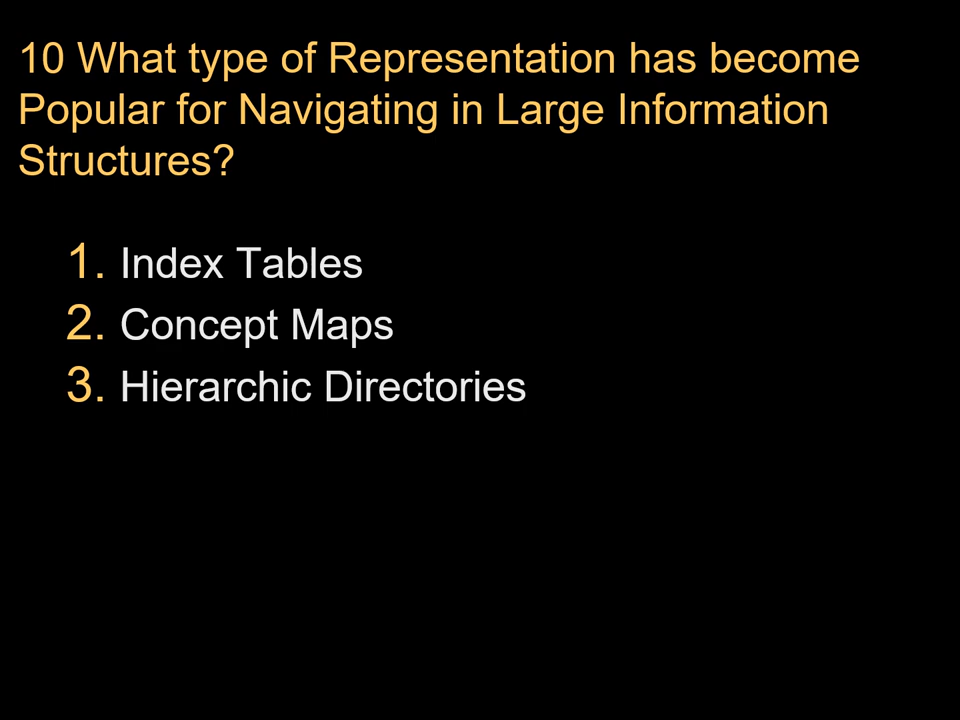 10 What type of Representation has become
Popular for Navigating in Large Information
Structures?
1. Index Tables
2. Concept Maps
3. Hierarchic Directories